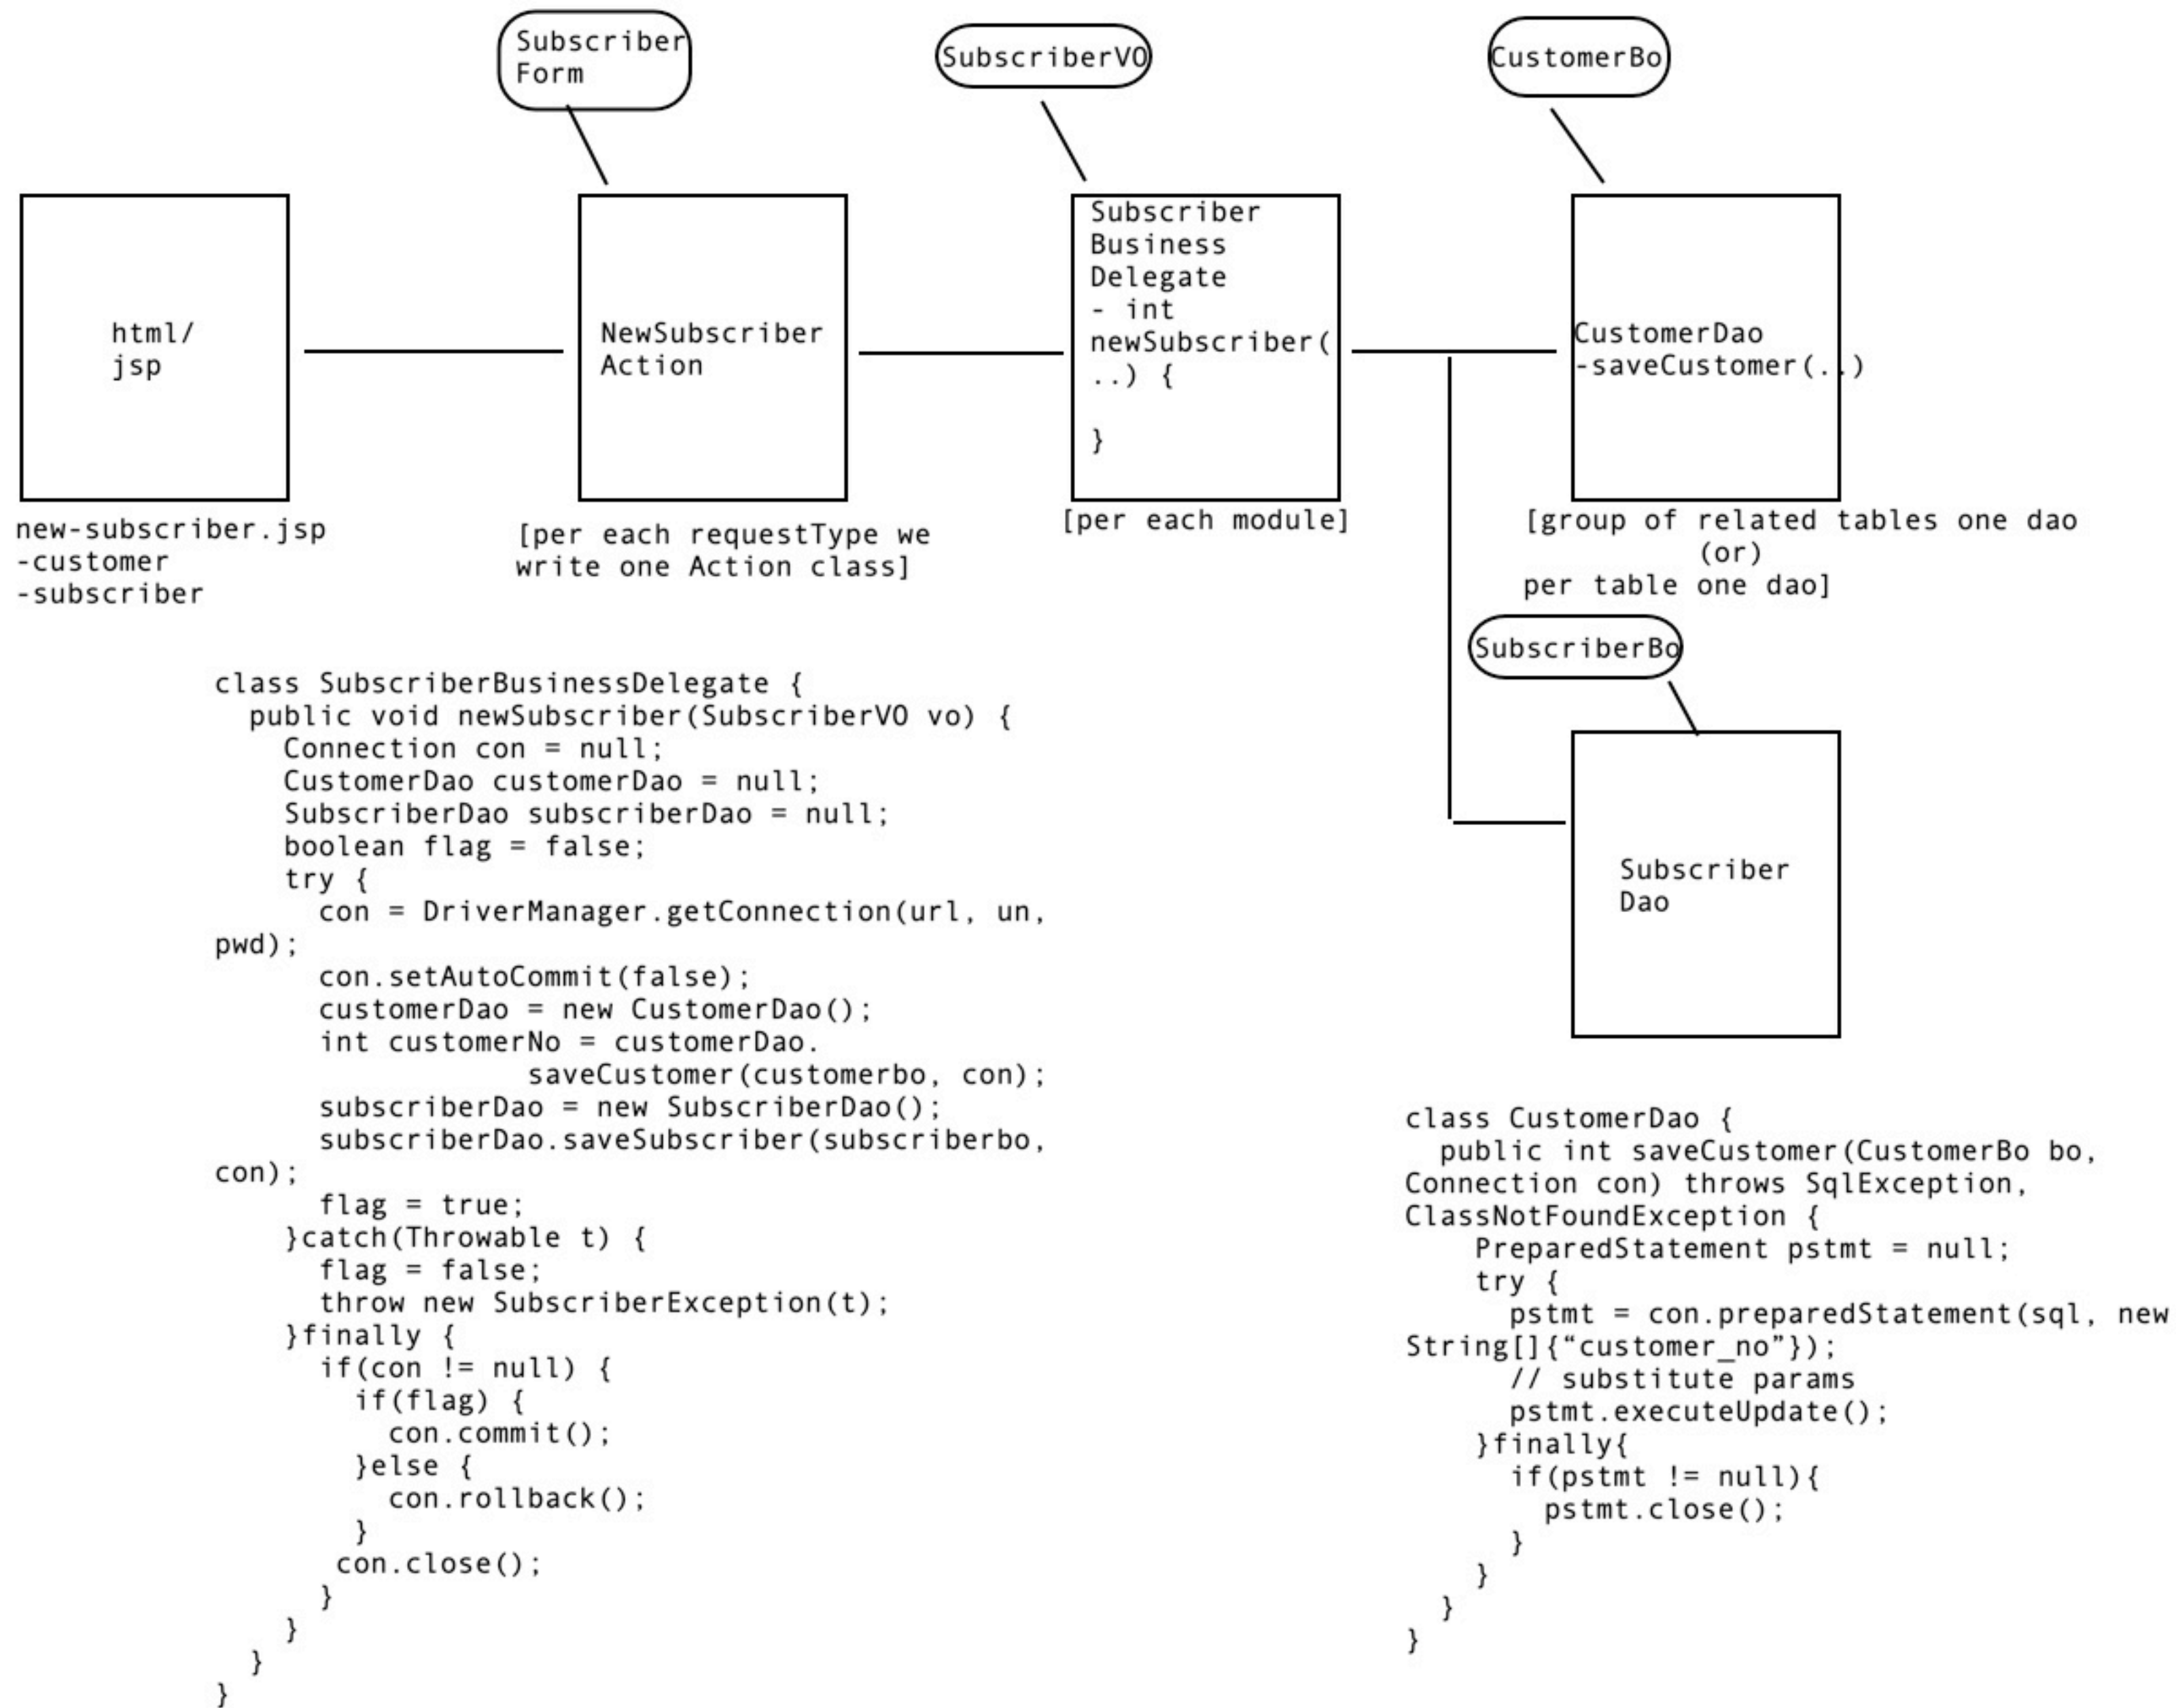 Subscriber
Form
SubscriberVO
CustomerBo
html/
jsp
NewSubscriber
Action
Subscriber
Business
Delegate
- int
newSubscriber(
..) {
}
CustomerDao
-saveCustomer(..)
new-subscriber.jsp
-customer
-subscriber
[per each requestType we
write one Action class]
[per each module]
[group of related tables one dao
(or)
per table one dao]
SubscriberBo
Subscriber
Dao
class SubscriberBusinessDelegate {
  public void newSubscriber(SubscriberVO vo) {
    Connection con = null;
    CustomerDao customerDao = null;
    SubscriberDao subscriberDao = null;
    boolean flag = false;
    try {
      con = DriverManager.getConnection(url, un,
pwd);
      con.setAutoCommit(false);
      customerDao = new CustomerDao();
      int customerNo = customerDao.
                  saveCustomer(customerbo, con);
      subscriberDao = new SubscriberDao();
      subscriberDao.saveSubscriber(subscriberbo,
con);
      flag = true;
    }catch(Throwable t) {
      flag = false;
      throw new SubscriberException(t);
    }finally {
      if(con != null) {
        if(flag) {
          con.commit();
        }else {
          con.rollback();
        }
       con.close();
      }
    }
  }
}
class CustomerDao {
  public int saveCustomer(CustomerBo bo,
Connection con) throws SqlException,
ClassNotFoundException {
    PreparedStatement pstmt = null;
    try {
      pstmt = con.preparedStatement(sql, new
String[]{“customer_no”});
      // substitute params
      pstmt.executeUpdate();
    }finally{
      if(pstmt != null){
        pstmt.close();
      }
    }
  }
}